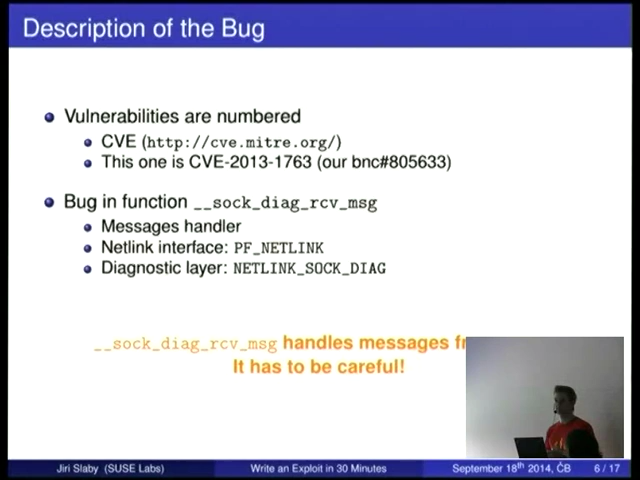 Description of the Bug
Vulnerabilities are numbered
CVE (http://cve.mitre.org/)
This one is CVE-2013-1763 (our bnc#805633)
Bug in function __sock_diag_rcv_msg
Messages handler
Netlink interface: PF_NETLINK
Diagnostic layer: NETLINK_SOCK_DIAG
__sock_diag_rcv_msg handles messages
It has to be careful!
Jiri Slaby (SUSE Labs) Write an Exploit in 30 Minutes September 18th 2014, ČB 6 / 17